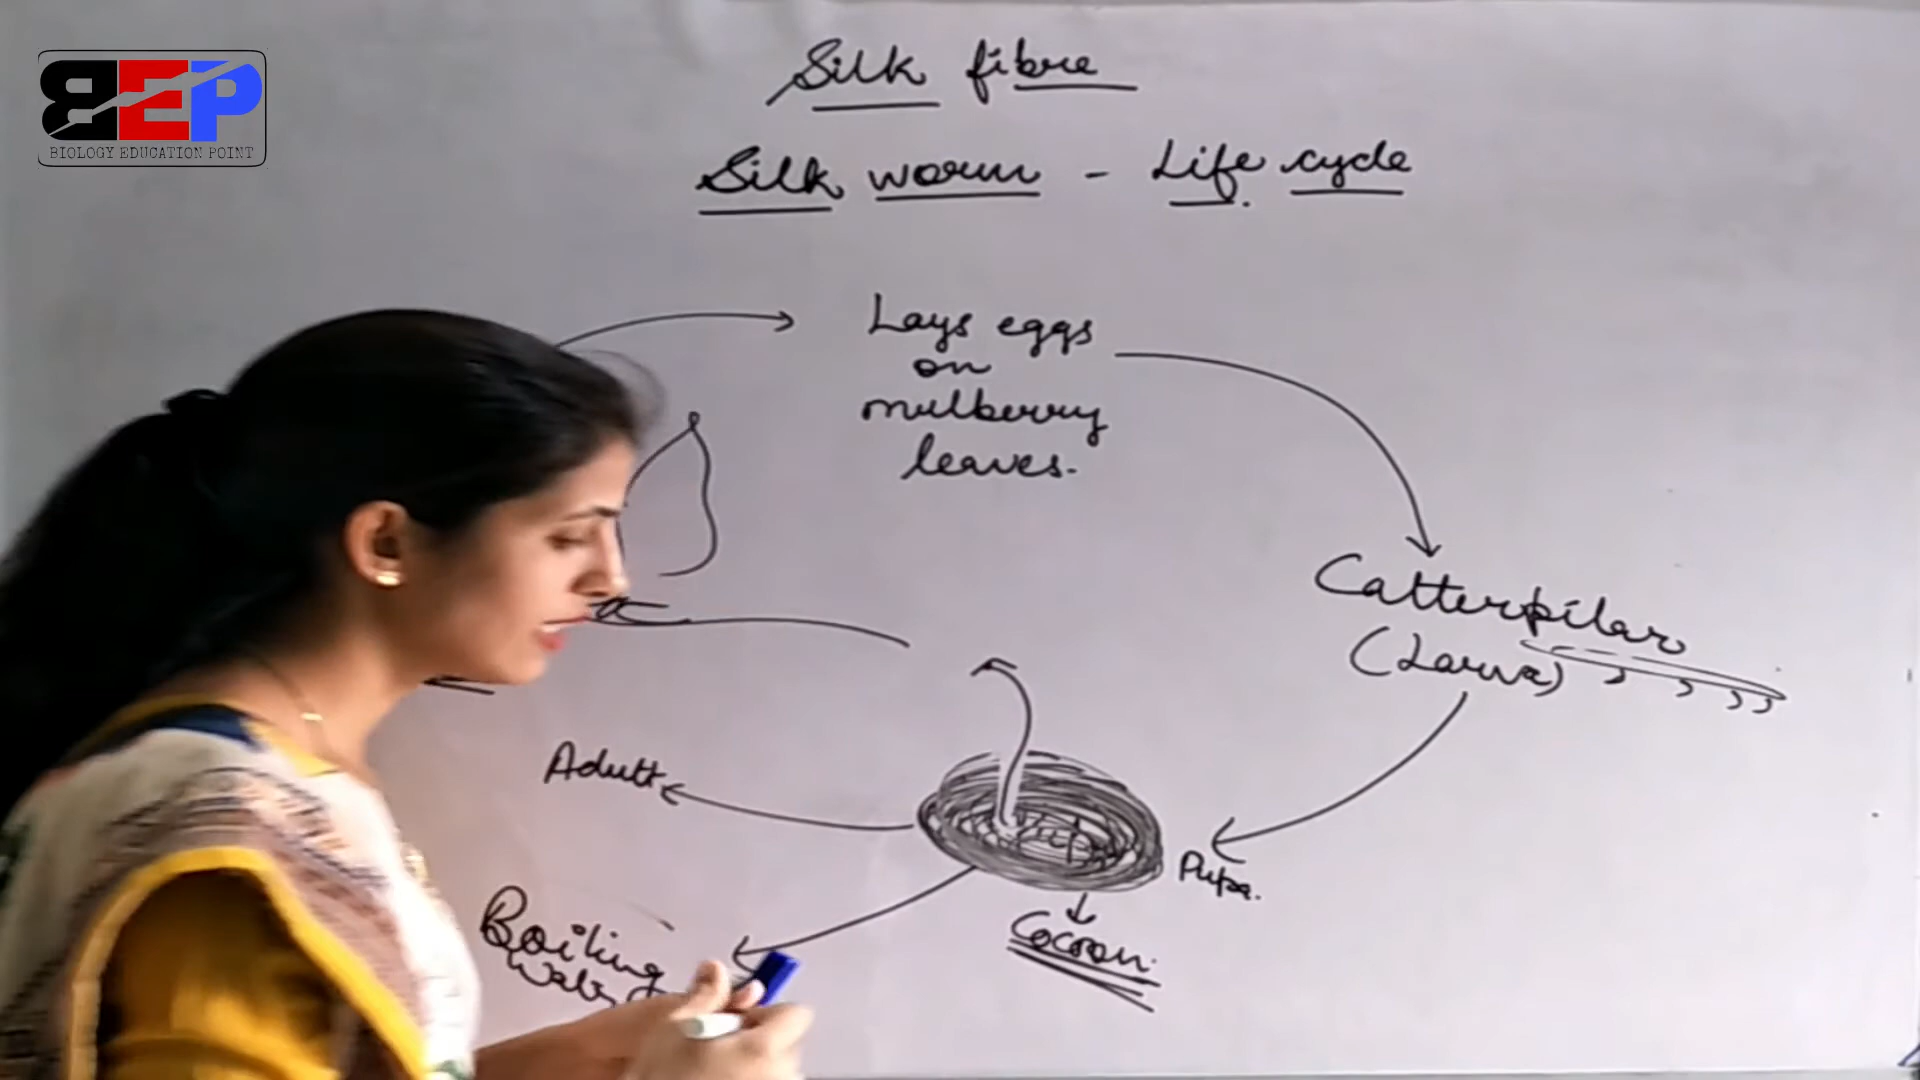 BEP
BIOLOGY EDUCATION POINT
Silk fibre
Silk worm - Life cycle
Lays eggs
on
mulberry
leaves.
Catterpilar
(Larva)
Pupa.
Cocoon.
Adult
Boiling